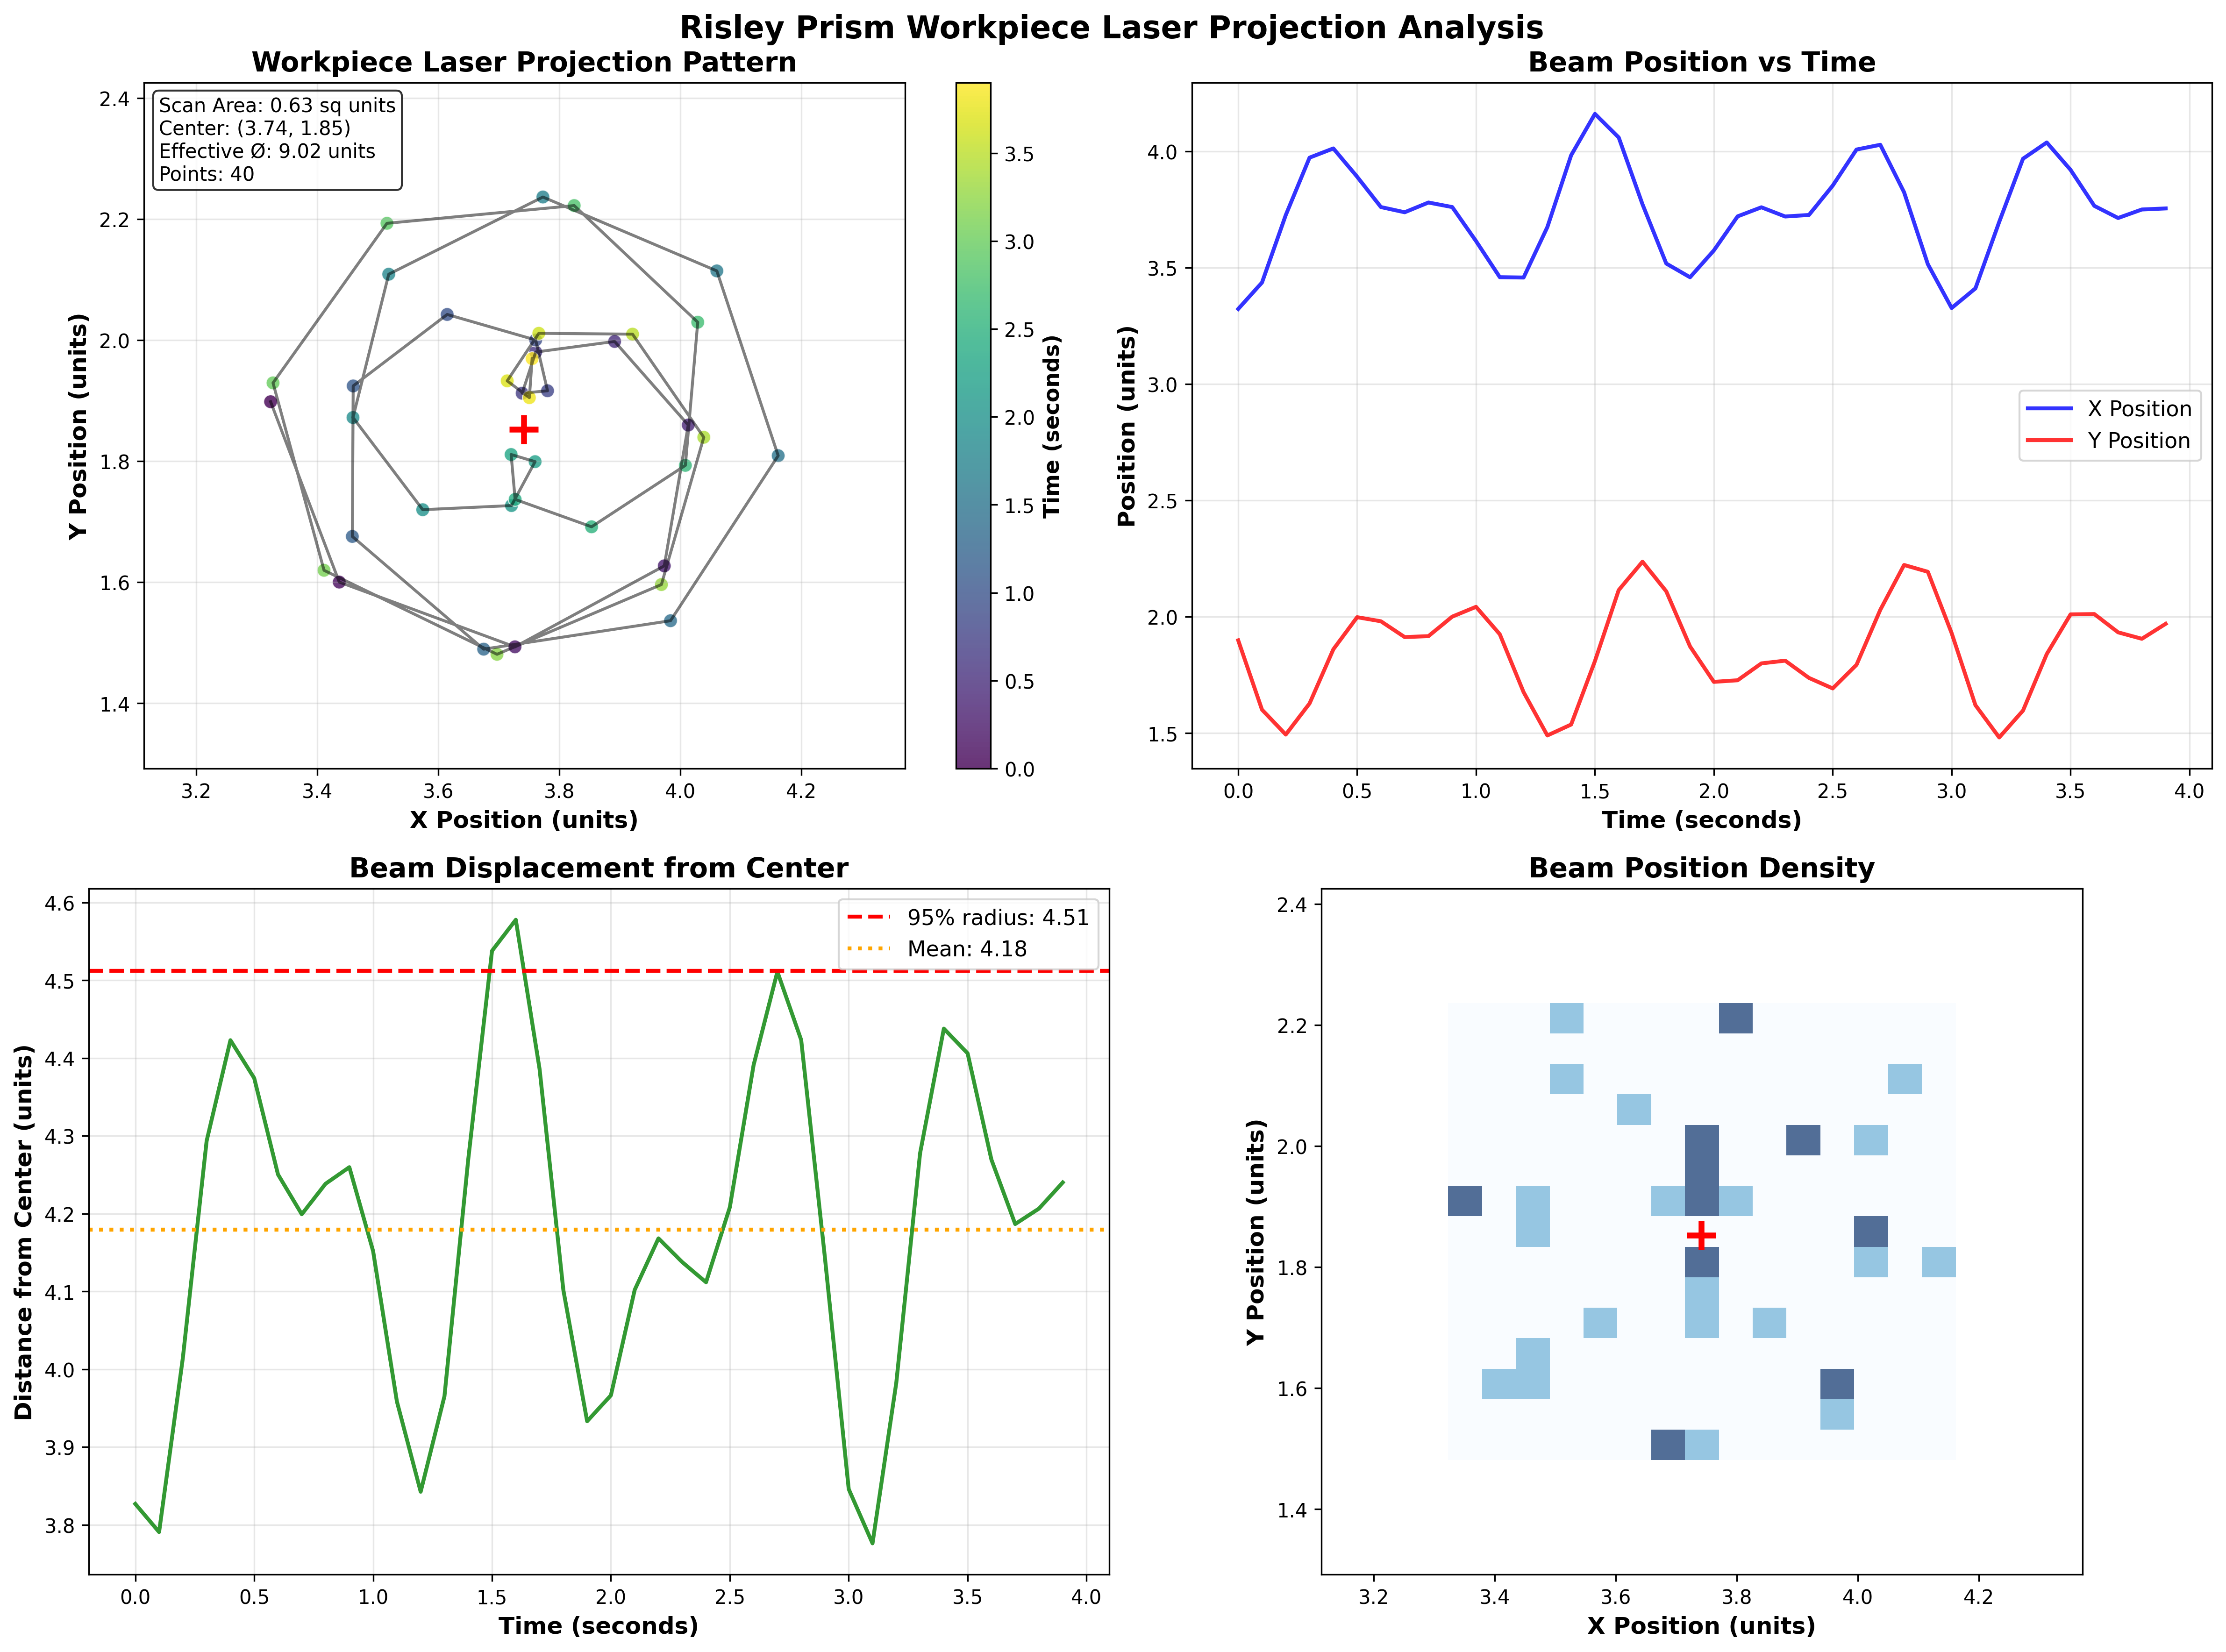 Risley Prism Workpiece Laser Projection Analysis
Workpiece Laser Projection Pattern
Scan Area: 0.63 sq units
Center: (3.74, 1.85)
Effective Ø: 9.02 units
Points: 40
Y Position (units)
2.4
2.2
2.0
1.8
1.6
1.4
3.2 3.4 3.6 3.8 4.0 4.2
X Position (units)
3.5
3.0
2.5
2.0
1.5
1.0
0.5
0.0
Time (seconds)
Beam Position vs Time
Position (units)
4.0
3.5
3.0
2.5
2.0
1.5
X Position
Y Position
0.0 0.5 1.0 1.5 2.0 2.5 3.0 3.5 4.0
Time (seconds)
Beam Displacement from Center
Distance from Center (units)
4.6
4.5
4.4
4.3
4.2
4.1
4.0
3.9
3.8
95% radius: 4.51
Mean: 4.18
0.0 0.5 1.0 1.5 2.0 2.5 3.0 3.5 4.0
Time (seconds)
Beam Position Density
Y Position (units)
2.4
2.2
2.0
1.8
1.6
1.4
3.2 3.4 3.6 3.8 4.0 4.2
X Position (units)